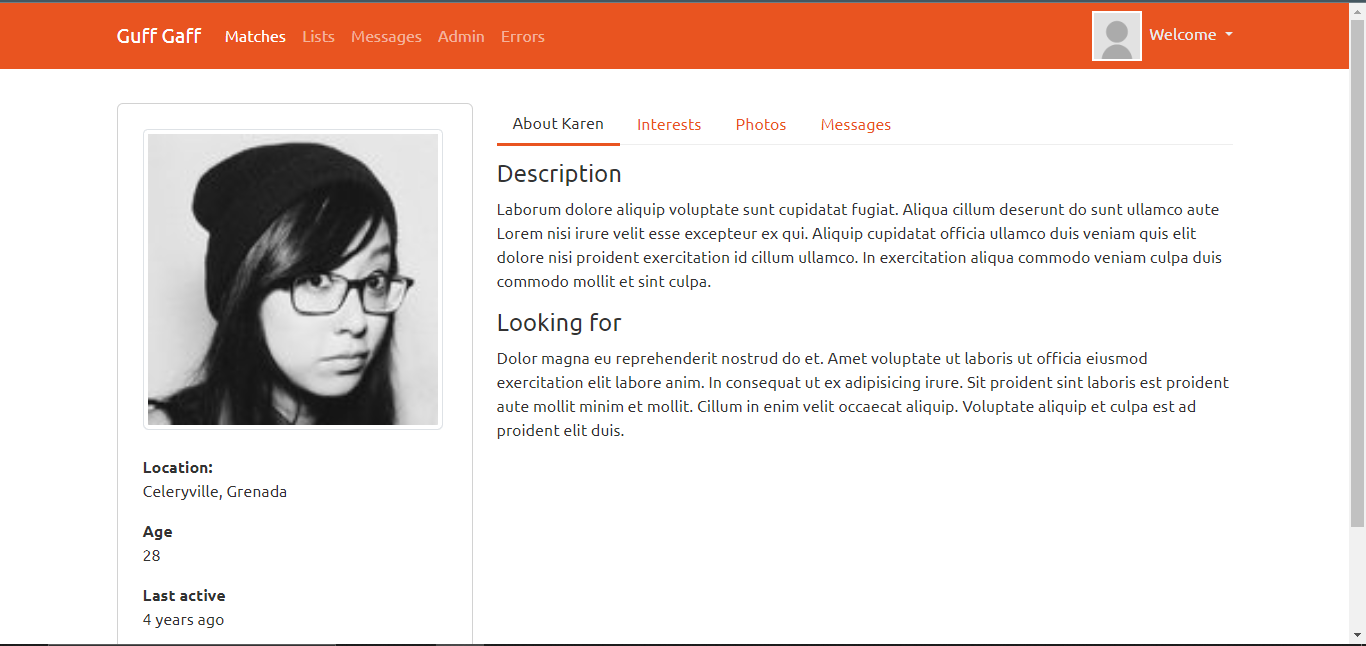 Guff Gaff Matches Lists Messages Admin Errors Welcome
About Karen Interests Photos Messages
Description
Laborum dolore aliquip voluptate sunt cupidatat fugiat. Aliqua cillum deserunt do sunt ullamco aute
Lorem nisi irure velit esse excepteur ex qui. Aliquip cupidatat officia ullamco duis veniam quis elit
dolore nisi proident exercitation id cillum ullamco. In exercitation aliqua commodo veniam culpa duis
commodo mollit et sint culpa.
Looking for
Dolor magna eu reprehenderit nostrud do et. Amet voluptate ut laboris ut officia eiusmod
exercitation elit labore anim. In consequat ut ex adipisicing irure. Sit proident sint laboris est proident
aute mollit minim et mollit. Cillum in enim velit occaecat aliquip. Voluptate aliquip et culpa est ad
proident elit duis.
Location:
Celeryville, Grenada
Age
28
Last active
4 years ago